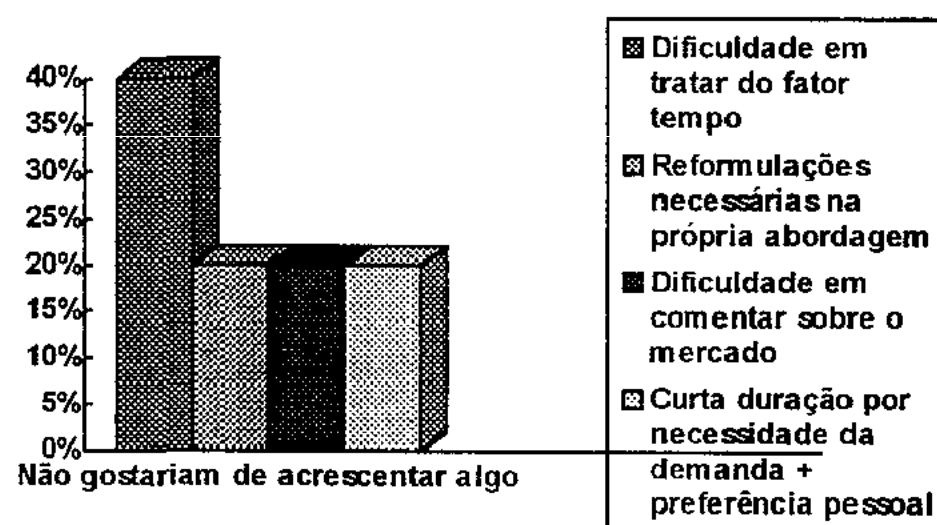 40%
35%
30%
25%
20%
15%
10%
5%
0%
Não gostariam de acrescentar algo
Dificuldade em
tratar do fator
tempo
Reformulações
necessárias na
própria abordagem
Dificuldade em
comentar sobre o
mercado
Curta duração por
necessidade da
demanda +
preferência pessoal